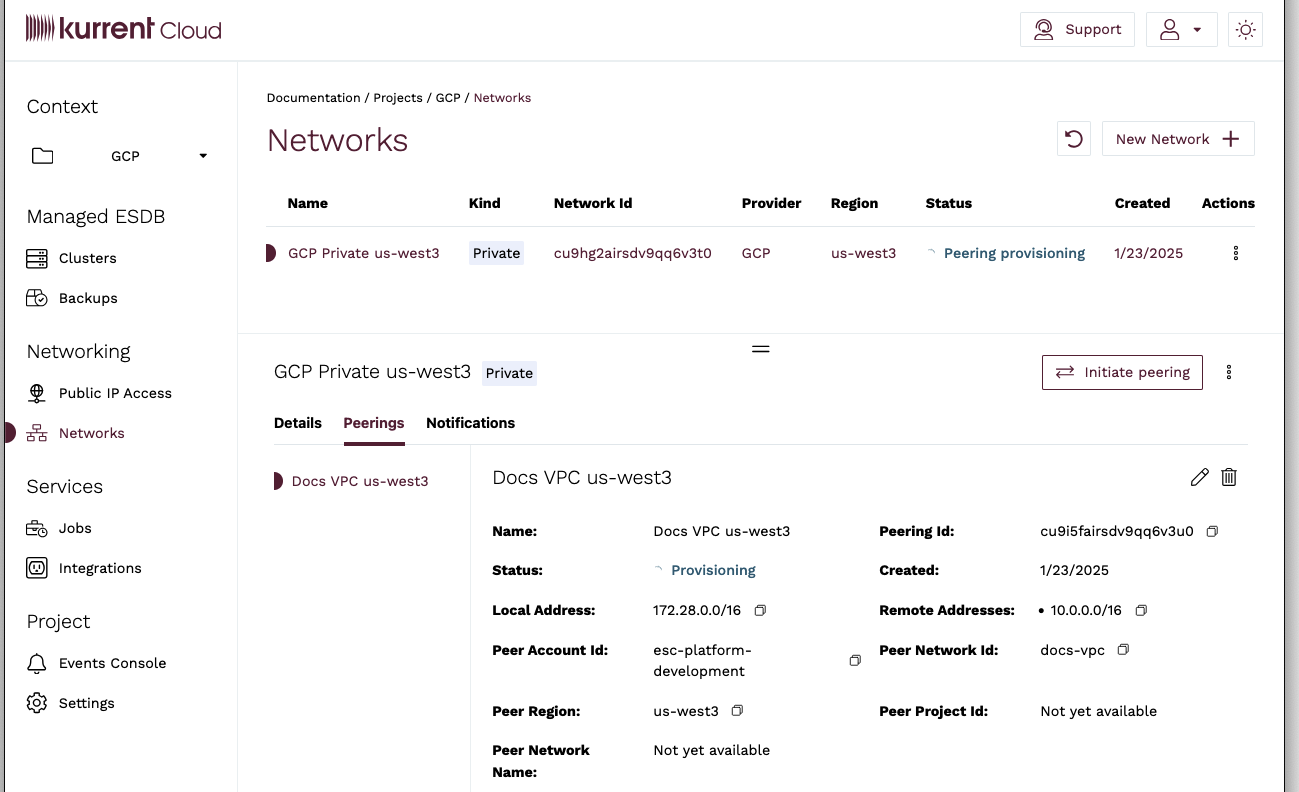 kurrent Cloud
Support
Context
GCP
Managed ESDB
Clusters
Backups
Networking
Public IP Access
Networks
Services
Jobs
Integrations
Project
Events Console
Settings
Documentation / Projects / GCP / Networks
Networks
New Network
Name Kind Network Id Provider Region Status Created Actions
GCP Private us-west3 Private cu9hg2airsdv9qq6v3t0 GCP us-west3 Peering provisioning 1/23/2025
GCP Private us-west3 Private
Initiate peering
Details Peerings Notifications
Docs VPC us-west3
Docs VPC us-west3
Name: Docs VPC us-west3 Peering Id: cu9i5fairsdv9qq6v3u0
Status: Provisioning Created: 1/23/2025
Local Address: 172.28.0.0/16 Remote Addresses: • 10.0.0.0/16
Peer Account Id: esc-platform-
development Peer Network Id: docs-vpc
Peer Region: us-west3 Peer Project Id: Not yet available
Peer Network
Name: Not yet available